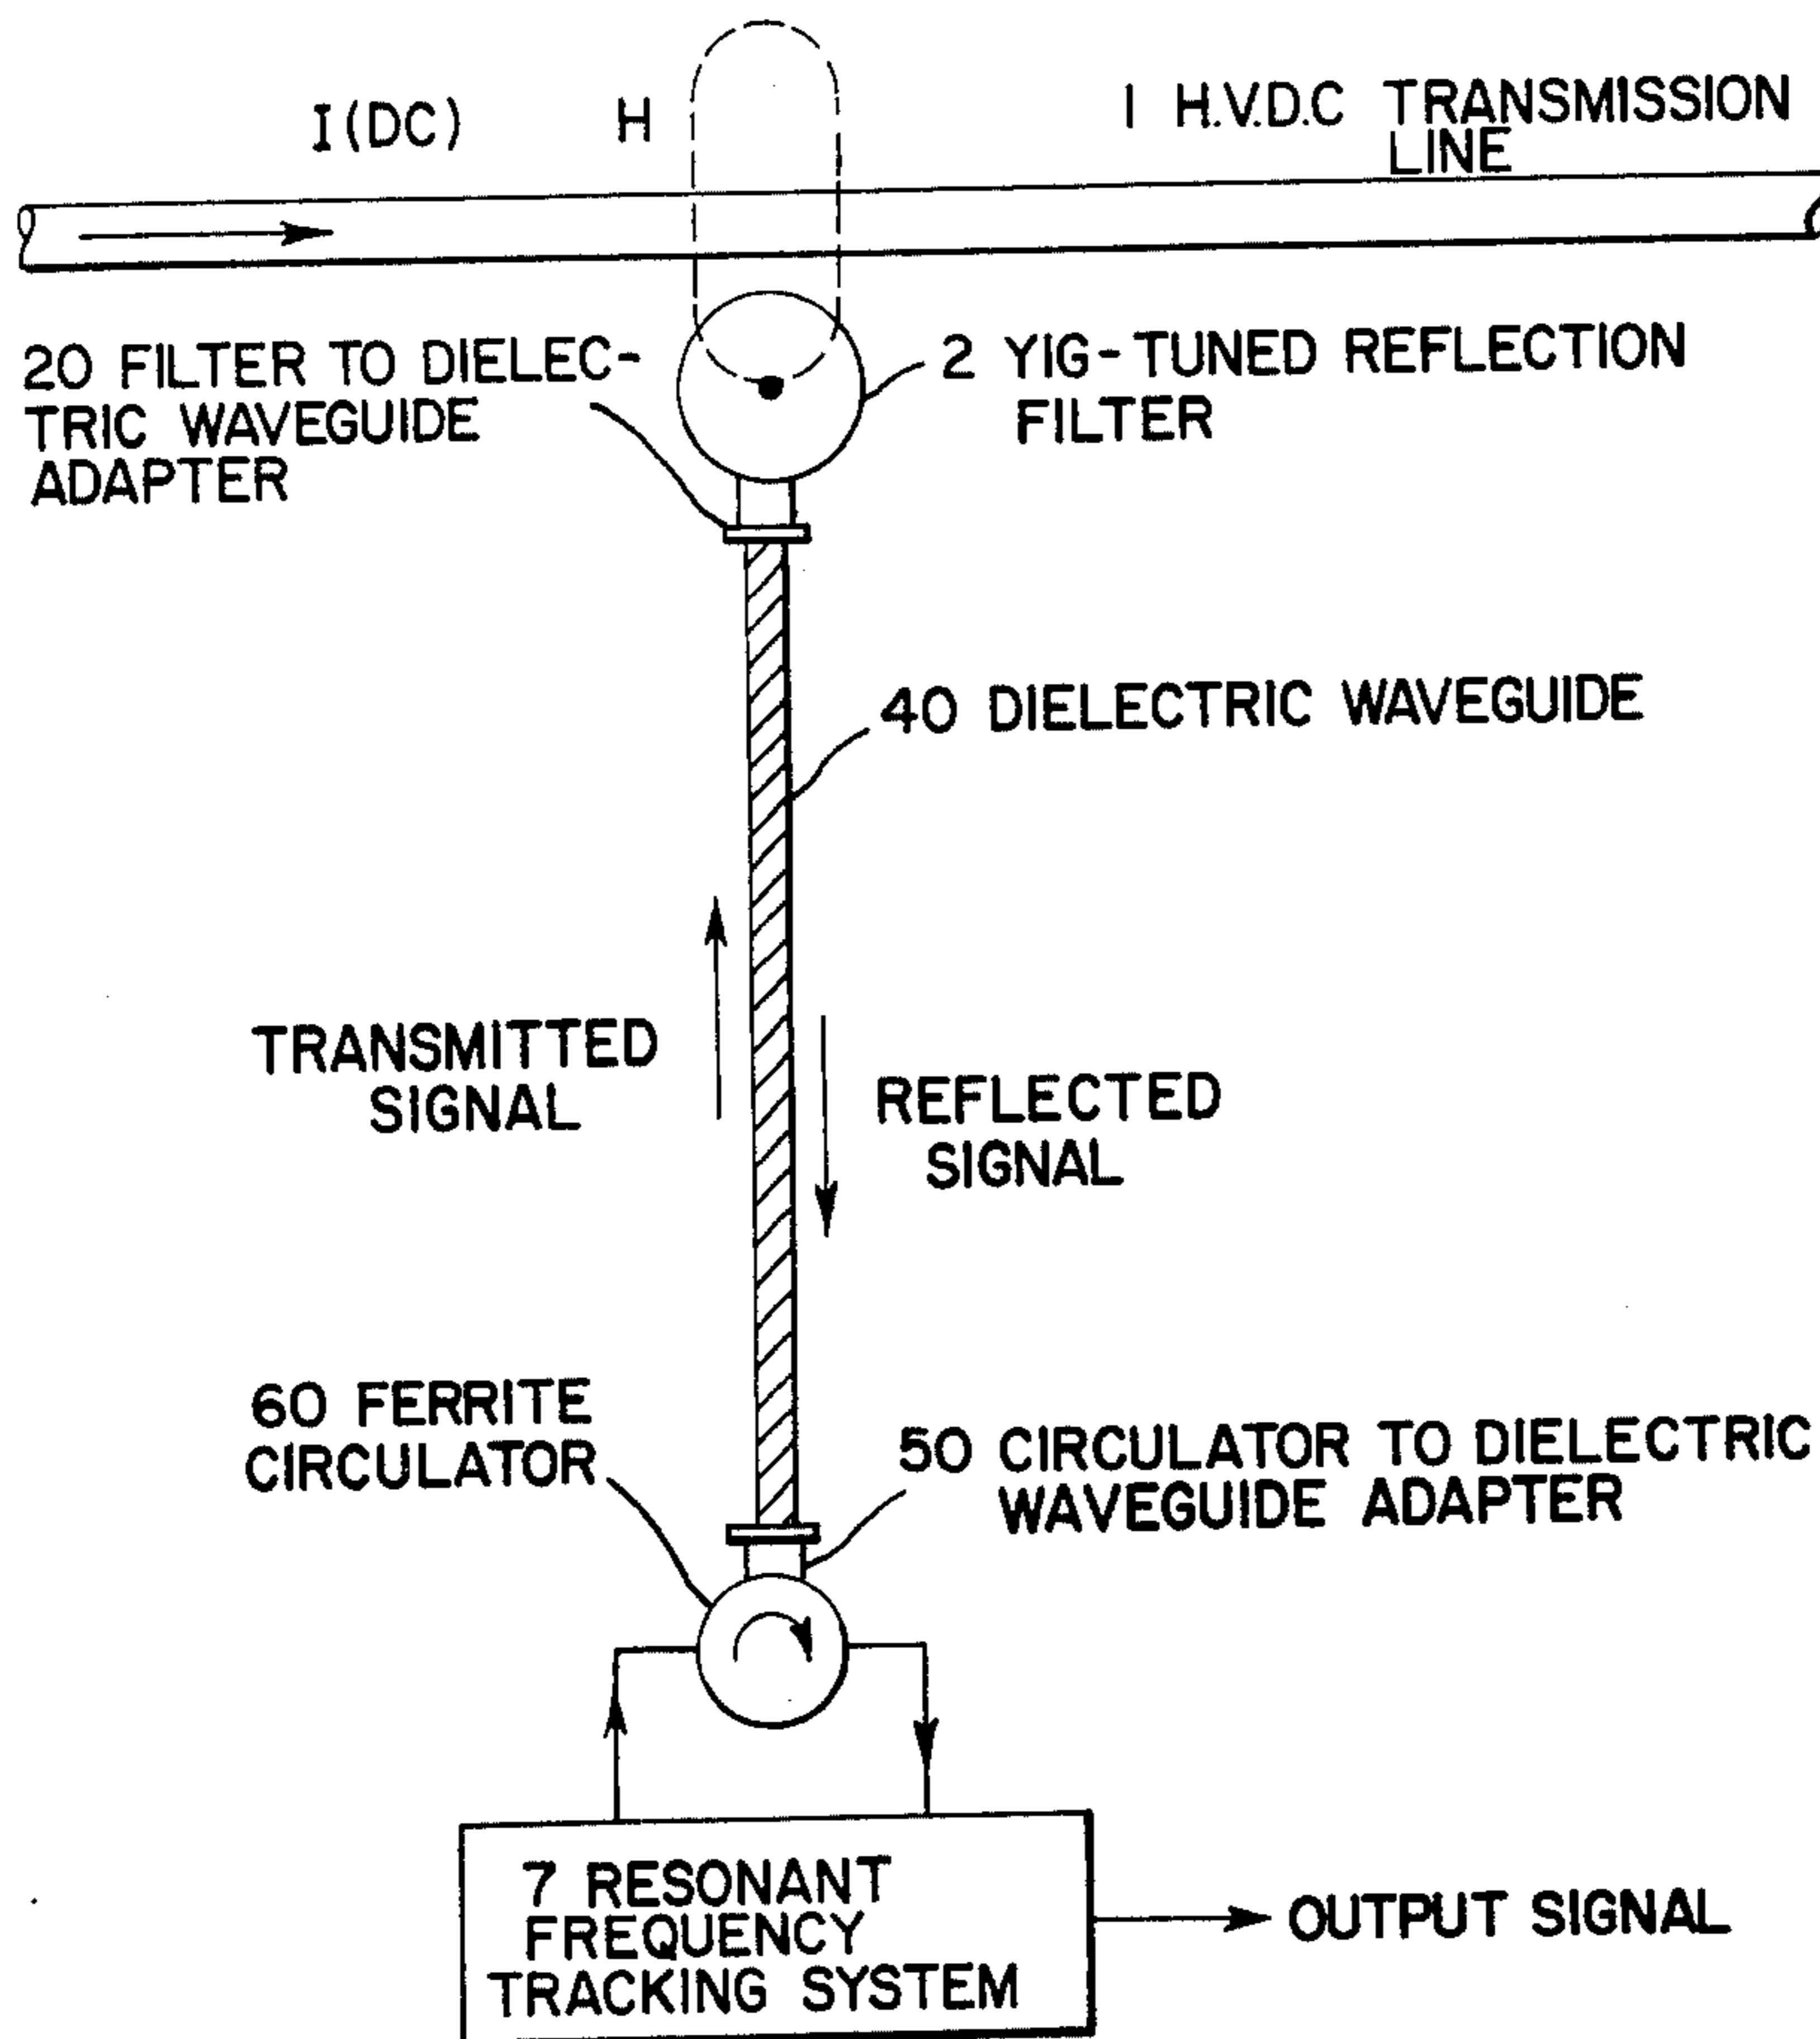 I(DC)
H
1 H.V.D.C TRANSMISSION
LINE
20 FILTER TO DIELEC-
TRIC WAVEGUIDE
ADAPTER
2 YIG-TUNED REFLECTION
FILTER
40 DIELECTRIC WAVEGUIDE
TRANSMITTED
SIGNAL
REFLECTED
SIGNAL
60 FERRITE
CIRCULATOR
50 CIRCULATOR TO DIELECTRIC
WAVEGUIDE ADAPTER
7 RESONANT
FREQUENCY
TRACKING SYSTEM
OUTPUT SIGNAL